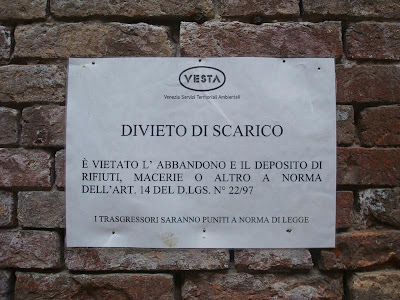 VESTA
Venezia Servizi Territoriali Ambientali
DIVIETO DI SCARICO
È VIETATO L' ABBANDONO E IL DEPOSITO DI
RIFIUTI, MACERIE O ALTRO A NORMA
DELL'ART. 14 DEL D.LGS. N° 22/97
I TRASGRESSORI SARANNO PUNITI A NORMA DI LEGGE